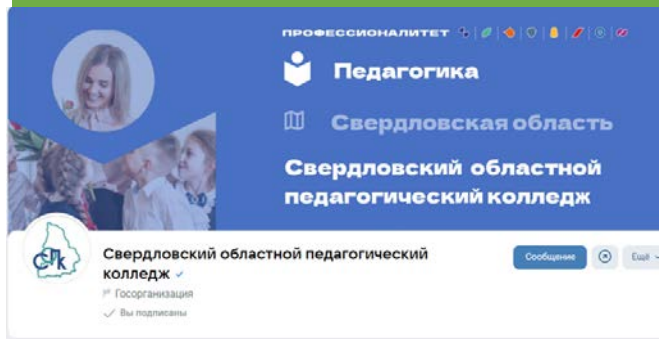 ПРОФЕССИОНАЛИТЕТ
Педагогика
Свердловская область
Свердловский областной
педагогический колледж
СПК
Свердловский областной педагогический
колледж
Сообщение
Ещё
Госорганизация
Вы подписаны